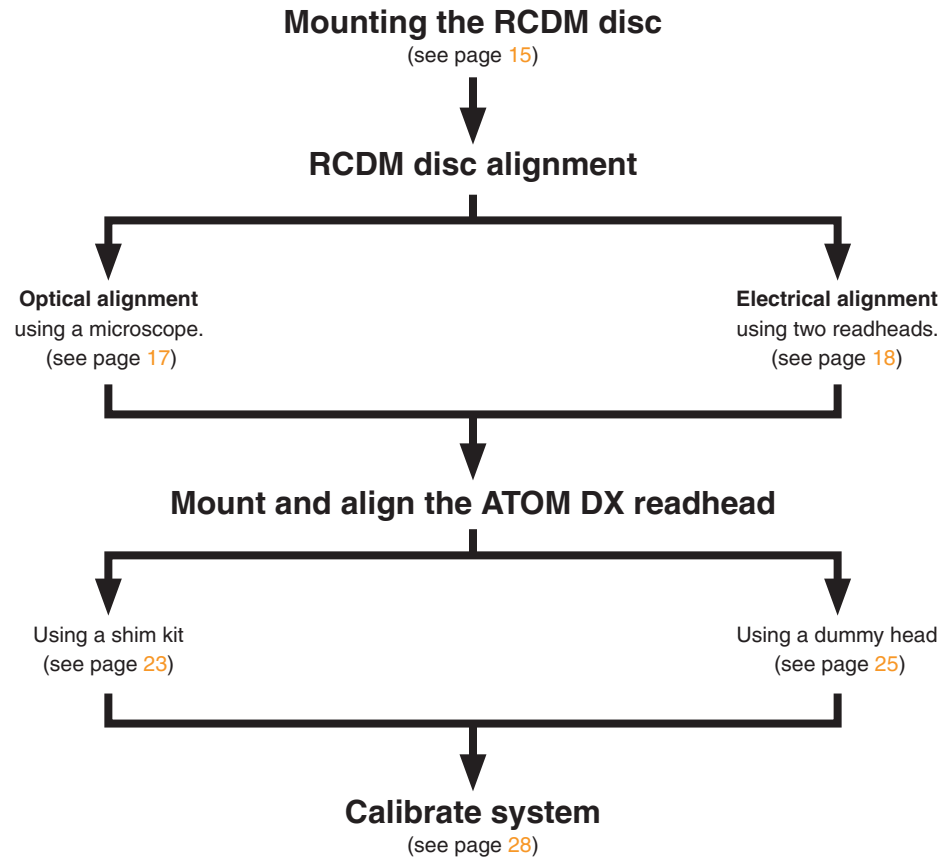 Mounting the RCDM disc
(see page 15)
RCDM disc alignment
Optical alignment
using a microscope.
(see page 17)
Electrical alignment
using two readheads.
(see page 18)
Mount and align the ATOM DX readhead
Using a shim kit
(see page 23)
Using a dummy head
(see page 25)
Calibrate system
(see page 28)